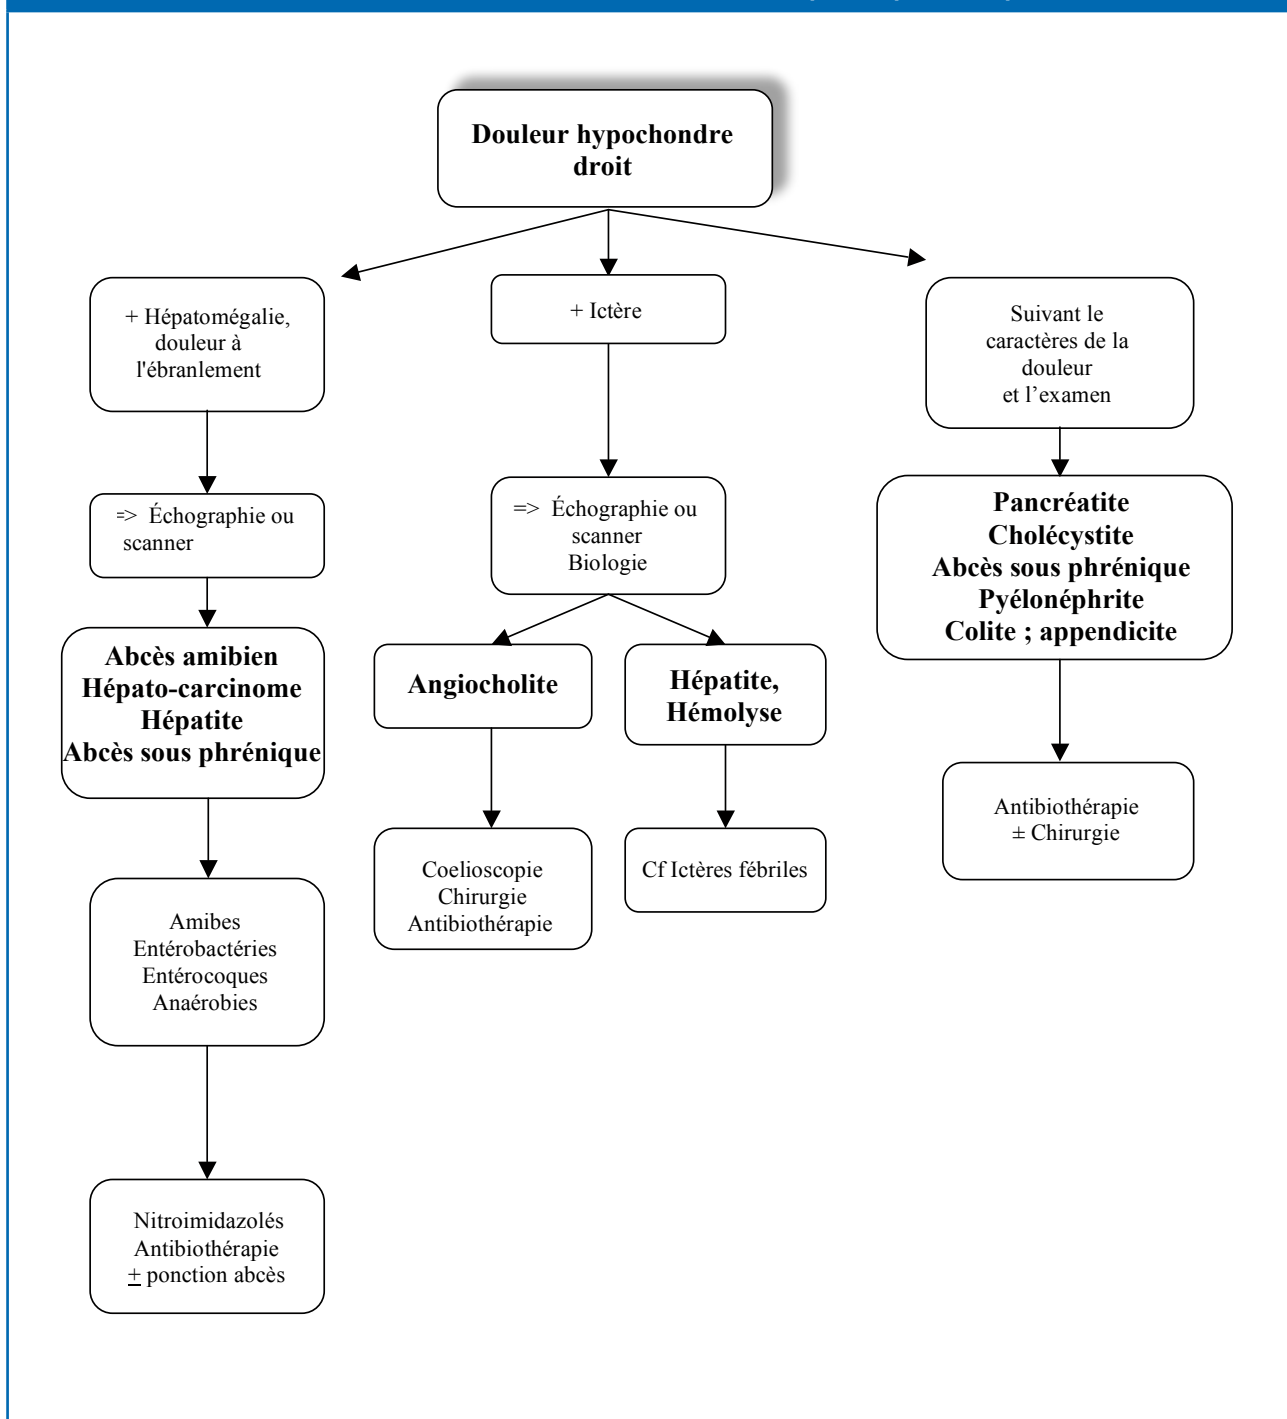 Douleur hypochondre
droit
+ Hépatomégalie,
douleur à
l'ébranlement
=> Échographie ou
scanner
Abcès amibien
Hépato-carcinome
Hépatite
Abcès sous phrénique
Amibes
Entérobactéries
Entérocoques
Anaérobies
Nitroimidazolés
Antibiothérapie
± ponction abcès
+ Ictère
=> Échographie ou
scanner
Biologie
Angiocholite
Coelioscopie
Chirurgie
Antibiothérapie
Hépatite,
Hémolyse
Cf Ictères fébriles
Suivant le
caractères de la
douleur
et l’examen
Pancréatite
Cholécystite
Abcès sous phrénique
Pyélonéphrite
Colite ; appendicite
Antibiothérapie
± Chirurgie